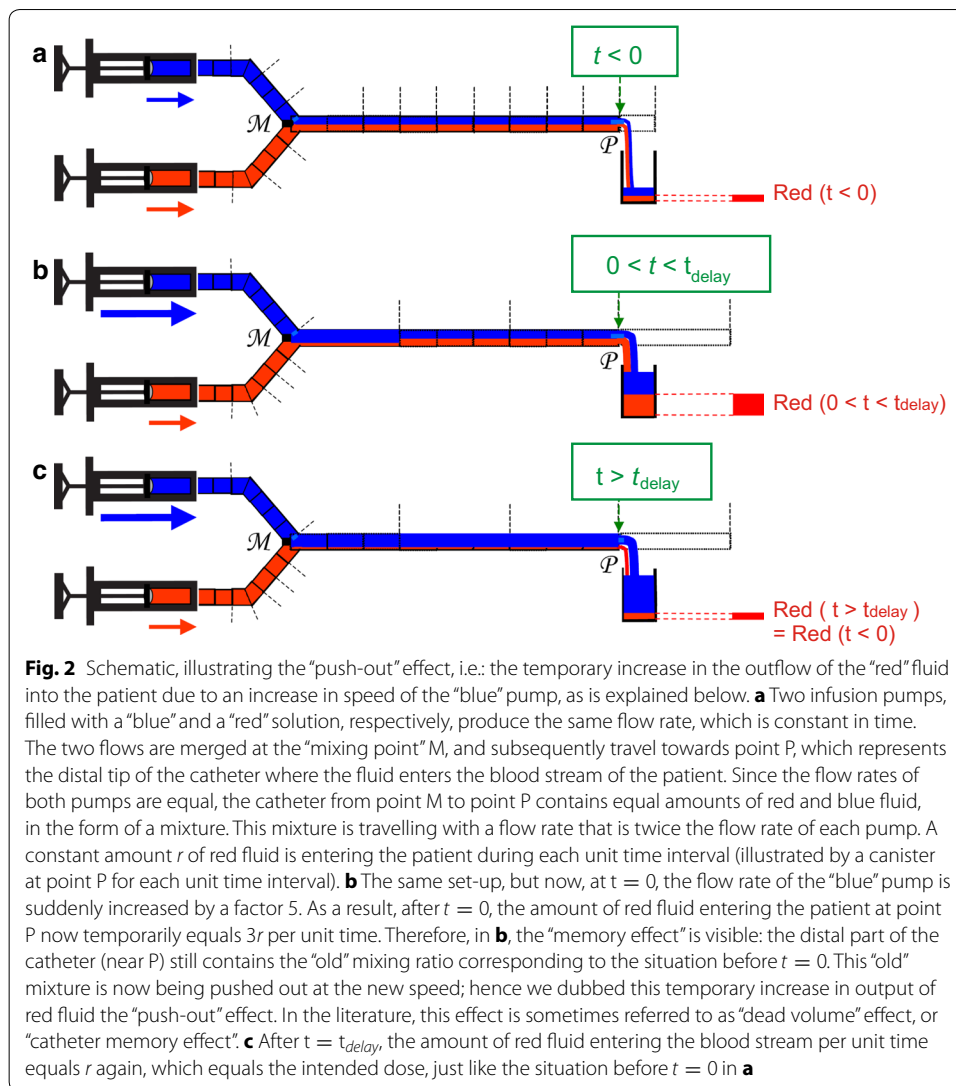 a
t < 0
M
P
Red (t < 0)
b
0 < t < t_delay
M
P
Red (0 < t < tdelay)
c
t > t_delay
M
P
Red ( t > tdelay )
= Red (t < 0)
Fig. 2 Schematic, illustrating the “push-out” effect, i.e.: the temporary increase in the outflow of the “red” fluid
into the patient due to an increase in speed of the “blue” pump, as is explained below. a Two infusion pumps,
filled with a “blue” and a “red” solution, respectively, produce the same flow rate, which is constant in time.
The two flows are merged at the “mixing point” M, and subsequently travel towards point P, which represents
the distal tip of the catheter where the fluid enters the blood stream of the patient. Since the flow rates of
both pumps are equal, the catheter from point M to point P contains equal amounts of red and blue fluid,
in the form of a mixture. This mixture is travelling with a flow rate that is twice the flow rate of each pump. A
constant amount r of red fluid is entering the patient during each unit time interval (illustrated by a canister
at point P for each unit time interval). b The same set-up, but now, at t = 0, the flow rate of the “blue” pump is
suddenly increased by a factor 5. As a result, after t = 0, the amount of red fluid entering the patient at point
P now temporarily equals 3r per unit time. Therefore, in b, the “memory effect” is visible: the distal part of the
catheter (near P) still contains the “old” mixing ratio corresponding to the situation before t = 0. This “old”
mixture is now being pushed out at the new speed; hence we dubbed this temporary increase in output of
red fluid the “push-out” effect. In the literature, this effect is sometimes referred to as “dead volume” effect, or
“catheter memory effect”. c After t = t_delay, the amount of red fluid entering the blood stream per unit time
equals r again, which equals the intended dose, just like the situation before t = 0 in a